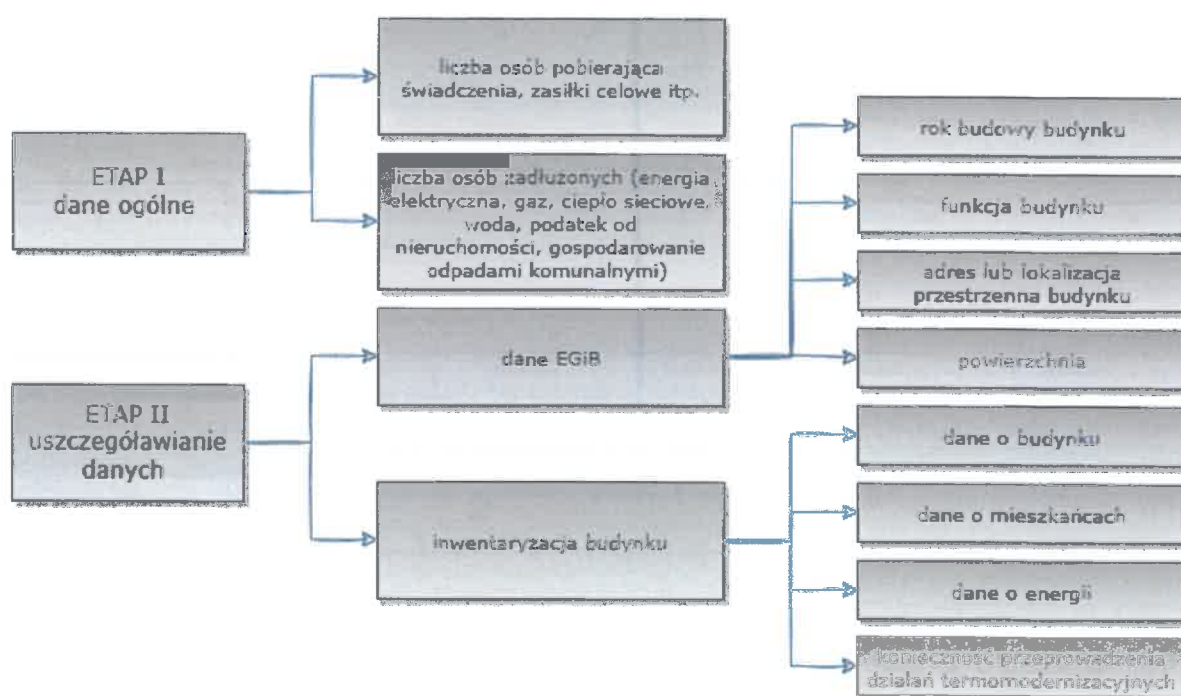 ETAP I
dane ogólne
liczba osób pobierająca
świadczenia, zasiłki celowe itp.
liczba osób zadłużonych (energia
elektryczna, gaz, ciepło sieciowe,
woda, podatek od
nieruchomości, gospodarowanie
odpadami komunalnymi)
ETAP II
uszczegóławianie
danych
dane EGiB
rok budowy budynku
funkcja budynku
adres lub lokalizacja
przestrzenna budynku
powierzchnia
inwentaryzacja budynku
dane o budynku
dane o mieszkańcach
dane o energii
konieczność przeprowadzenia
działań termomodernizacyjnych